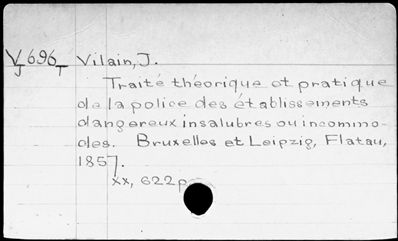 V 696 Vilain, J.
J T
Traité théorique et pratique
de la police des établissements
dangereux insalubres ou incommo-
des. Bruxelles et Leipzig, Flatau,
1857.
xx, 622p